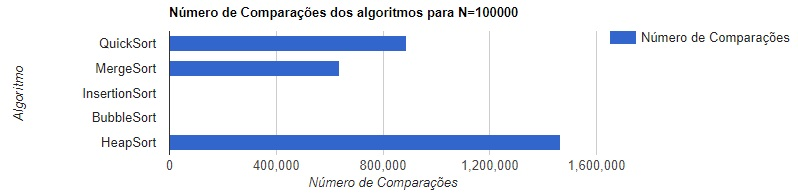 Número de Comparações dos algoritmos para N=100000
Número de Comparações
Algoritmo
QuickSort
MergeSort
InsertionSort
BubbleSort
HeapSort
0 400,000 800,000 1,200,000 1,600,000
Número de Comparações